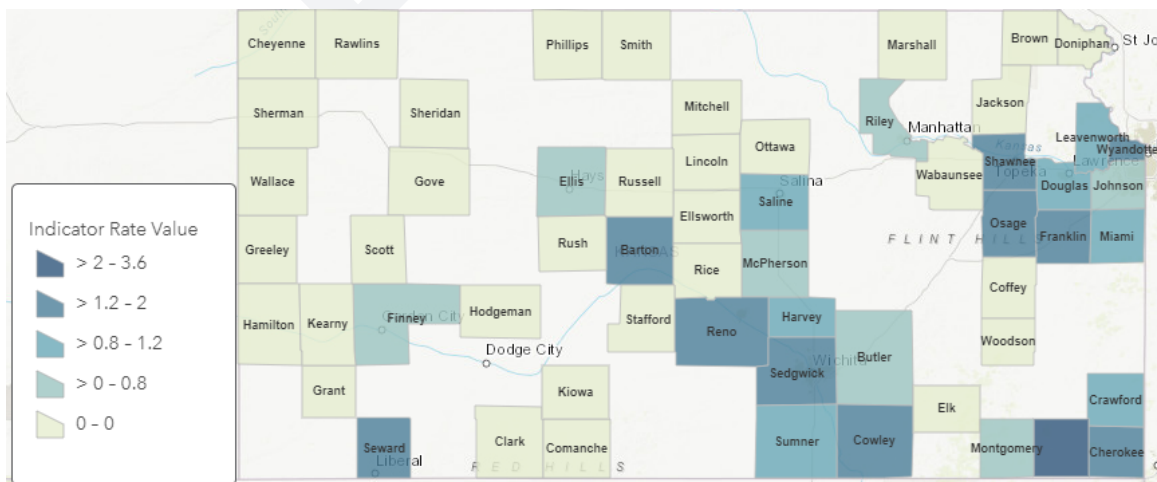 Cheyenne
Rawlins
Phillips
Smith
Marshall
Brown
Doniphan
St Jo
Sherman
Sheridan
Mitchell
Jackson
Riley
Manhattan
Leavenworth
Kansas
Wyandotte
Ottawa
Lincoln
Wallace
Gove
Ellis
Hays
Russell
Saline
Salina
Wabaunsee
Shawnee
Topeka
Lawrence
Douglas
Johnson
Ellsworth
Greeley
Scott
Rush
Barton
KANSAS
McPherson
Rice
Osage
Franklin
Miami
FLINT HILLS
Coffey
Hamilton
Kearny
Finney
Garden City
Hodgeman
Stafford
Reno
Harvey
Woodson
Dodge City
Sedgwick
Wichita
Butler
Grant
Kiowa
Elk
Crawford
Seward
Liberal
Clark
Comanche
RED HILLS
Sumner
Cowley
Montgomery
Cherokee
Indicator Rate Value
> 2 - 3.6
> 1.2 - 2
> 0.8 - 1.2
> 0 - 0.8
0 - 0